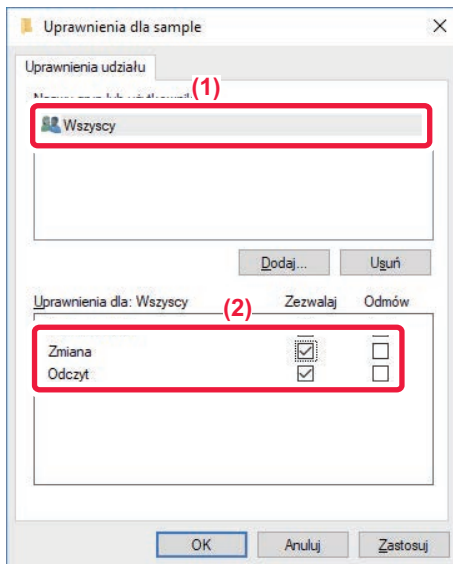 Uprawnienia dla sample
Uprawnienia udziału
(1)
Wszyscy
Dodaj... Usuń
Uprawnienia dla: Wszyscy (2) Zezwalaj Odmów
Zmiana
Odczyt
OK Anuluj Zastosuj